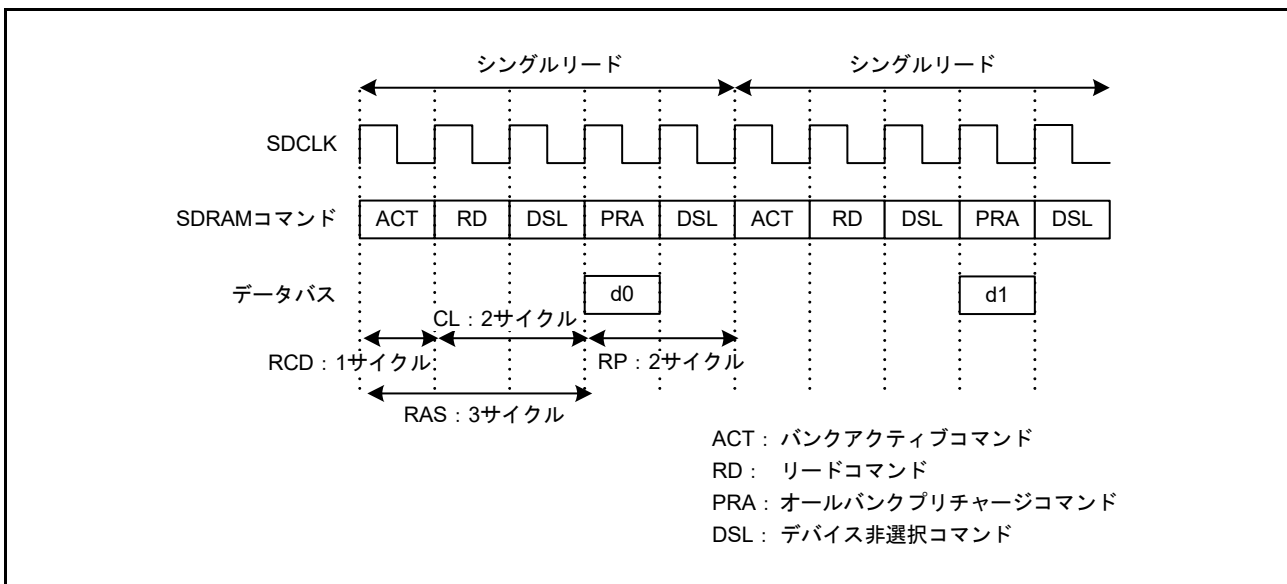 シングルリード シングルリード
SDCLK
SDRAMコマンド ACT RD DSL PRA DSL ACT RD DSL PRA DSL
データバス d0 d1
CL:2サイクル
RCD:1サイクル RP:2サイクル
RAS:3サイクル
ACT: バンクアクティブコマンド
RD: リードコマンド
PRA:オールバンクプリチャージコマンド
DSL: デバイス非選択コマンド